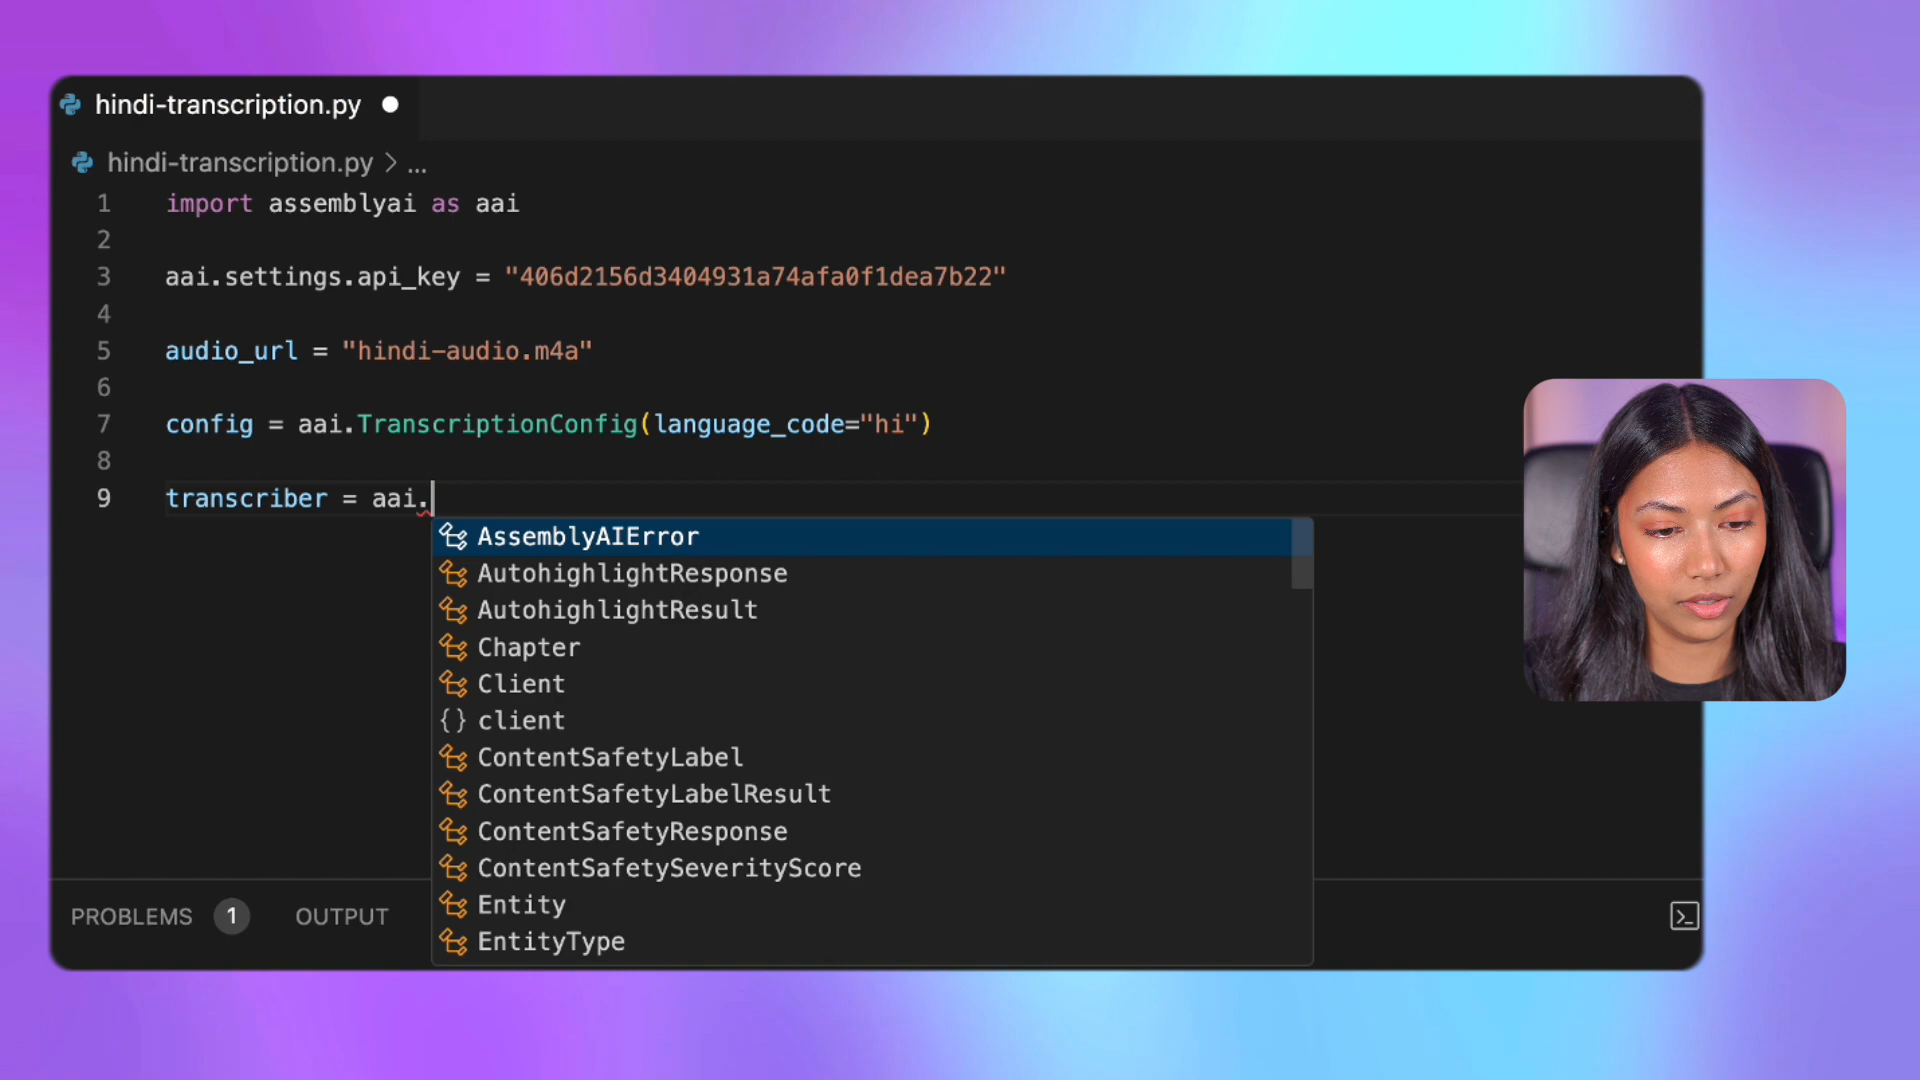 hindi-transcription.py
hindi-transcription.py > ...
1 import assemblyai as aai
2
3 aai.settings.api_key = "406d2156d3404931a74afa0f1dea7b22"
4
5 audio_url = "hindi-audio.m4a"
6
7 config = aai.TranscriptionConfig(language_code="hi")
8
9 transcriber = aai.
AssemblyAIError
AutohighlightResponse
AutohighlightResult
Chapter
Client
{} client
ContentSafetyLabel
ContentSafetyLabelResult
ContentSafetyResponse
ContentSafetySeverityScore
Entity
EntityType
PROBLEMS 1 OUTPUT